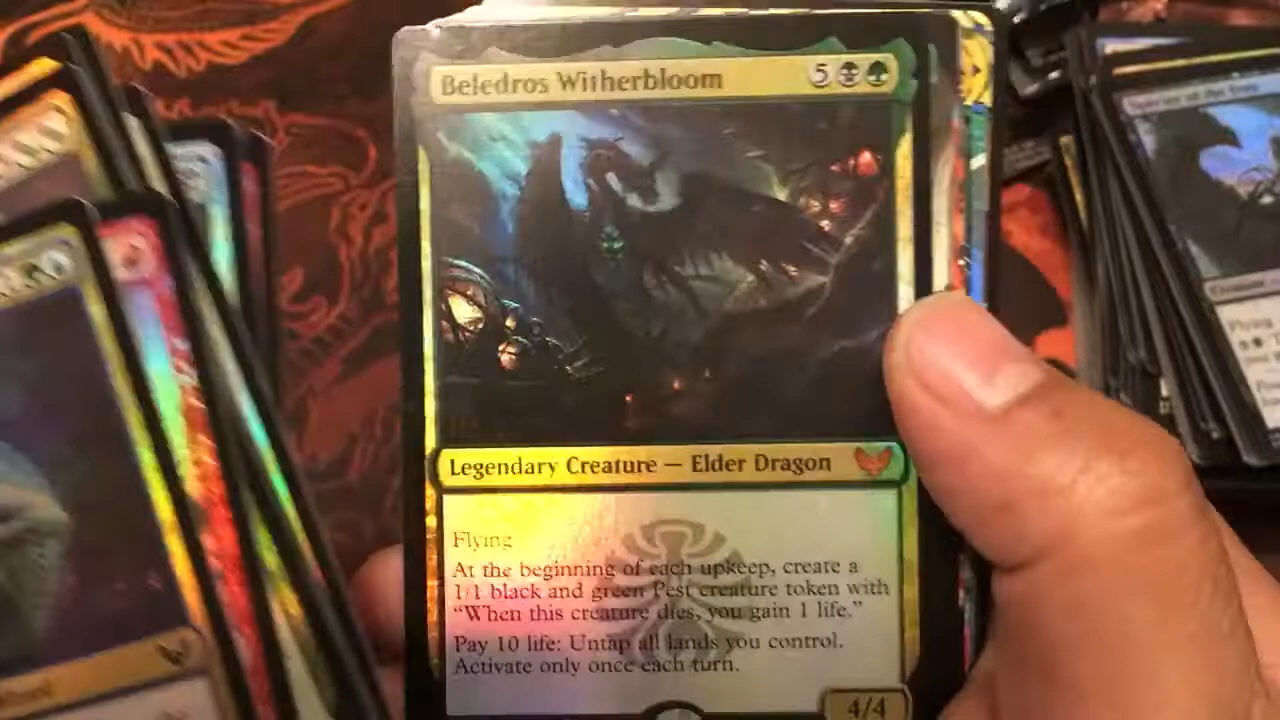 Beledros Witherbloom 5
Legendary Creature — Elder Dragon
Flying
At the beginning of each upkeep, create a
1/1 black and green Pest creature token with
“When this creature dies, you gain 1 life.”
Pay 10 life: Untap all lands you control.
Activate only once each turn.
4/4
Creature
Flying